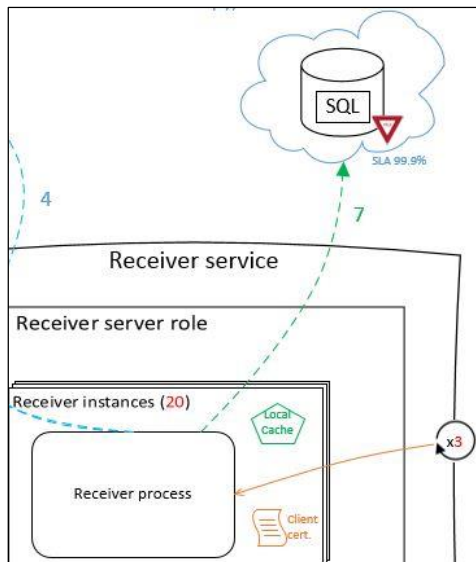 SQL
SLA 99.9%
4
7
Receiver service
Receiver server role
Receiver instances (20)
Local
Cache
x3
Receiver process
Client
cert.